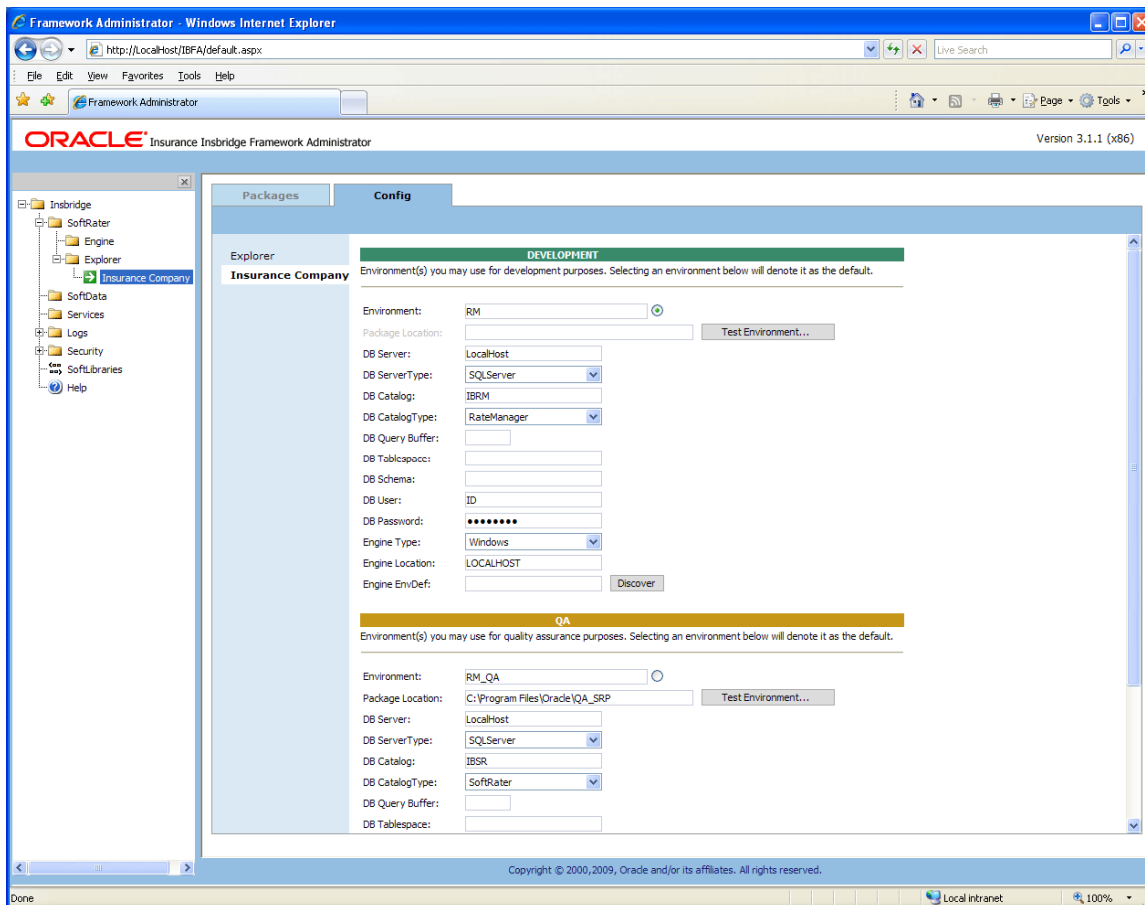 Framework Administrator - Windows Internet Explorer
http://LocalHost/IBFA/default.aspx
Live Search
File Edit View Favorites Tools Help
Framework Administrator
Page Tools
ORACLE Insurance Insbridge Framework Administrator
Version 3.1.1 (x86)
Insbridge
SoftRater
Engine
Explorer
Insurance Company
SoftData
Services
Logs
Security
SoftLibraries
Help
Packages
Config
Explorer
Insurance Company
DEVELOPMENT
Environment(s) you may use for development purposes. Selecting an environment below will denote it as the default.
Environment: RM
Package Location: Test Environment...
DB Server: LocalHost
DB ServerType: SQLServer
DB Catalog: IBRM
DB CatalogType: RateManager
DB Query Buffer:
DB Tablespace:
DB Schema:
DB User: ID
DB Password: ••••••••
Engine Type: Windows
Engine Location: LOCALHOST
Engine EnvDef: Discover
QA
Environment(s) you may use for quality assurance purposes. Selecting an environment below will denote it as the default.
Environment: RM_QA
Package Location: C:\Program Files\Oracle\QA_SRP Test Environment...
DB Server: LocalHost
DB ServerType: SQLServer
DB Catalog: IBSR
DB CatalogType: SoftRater
DB Query Buffer:
DB Tablespace:
Copyright © 2000,2009, Oracle and/or its affiliates. All rights reserved.
Done
Local intranet
100%